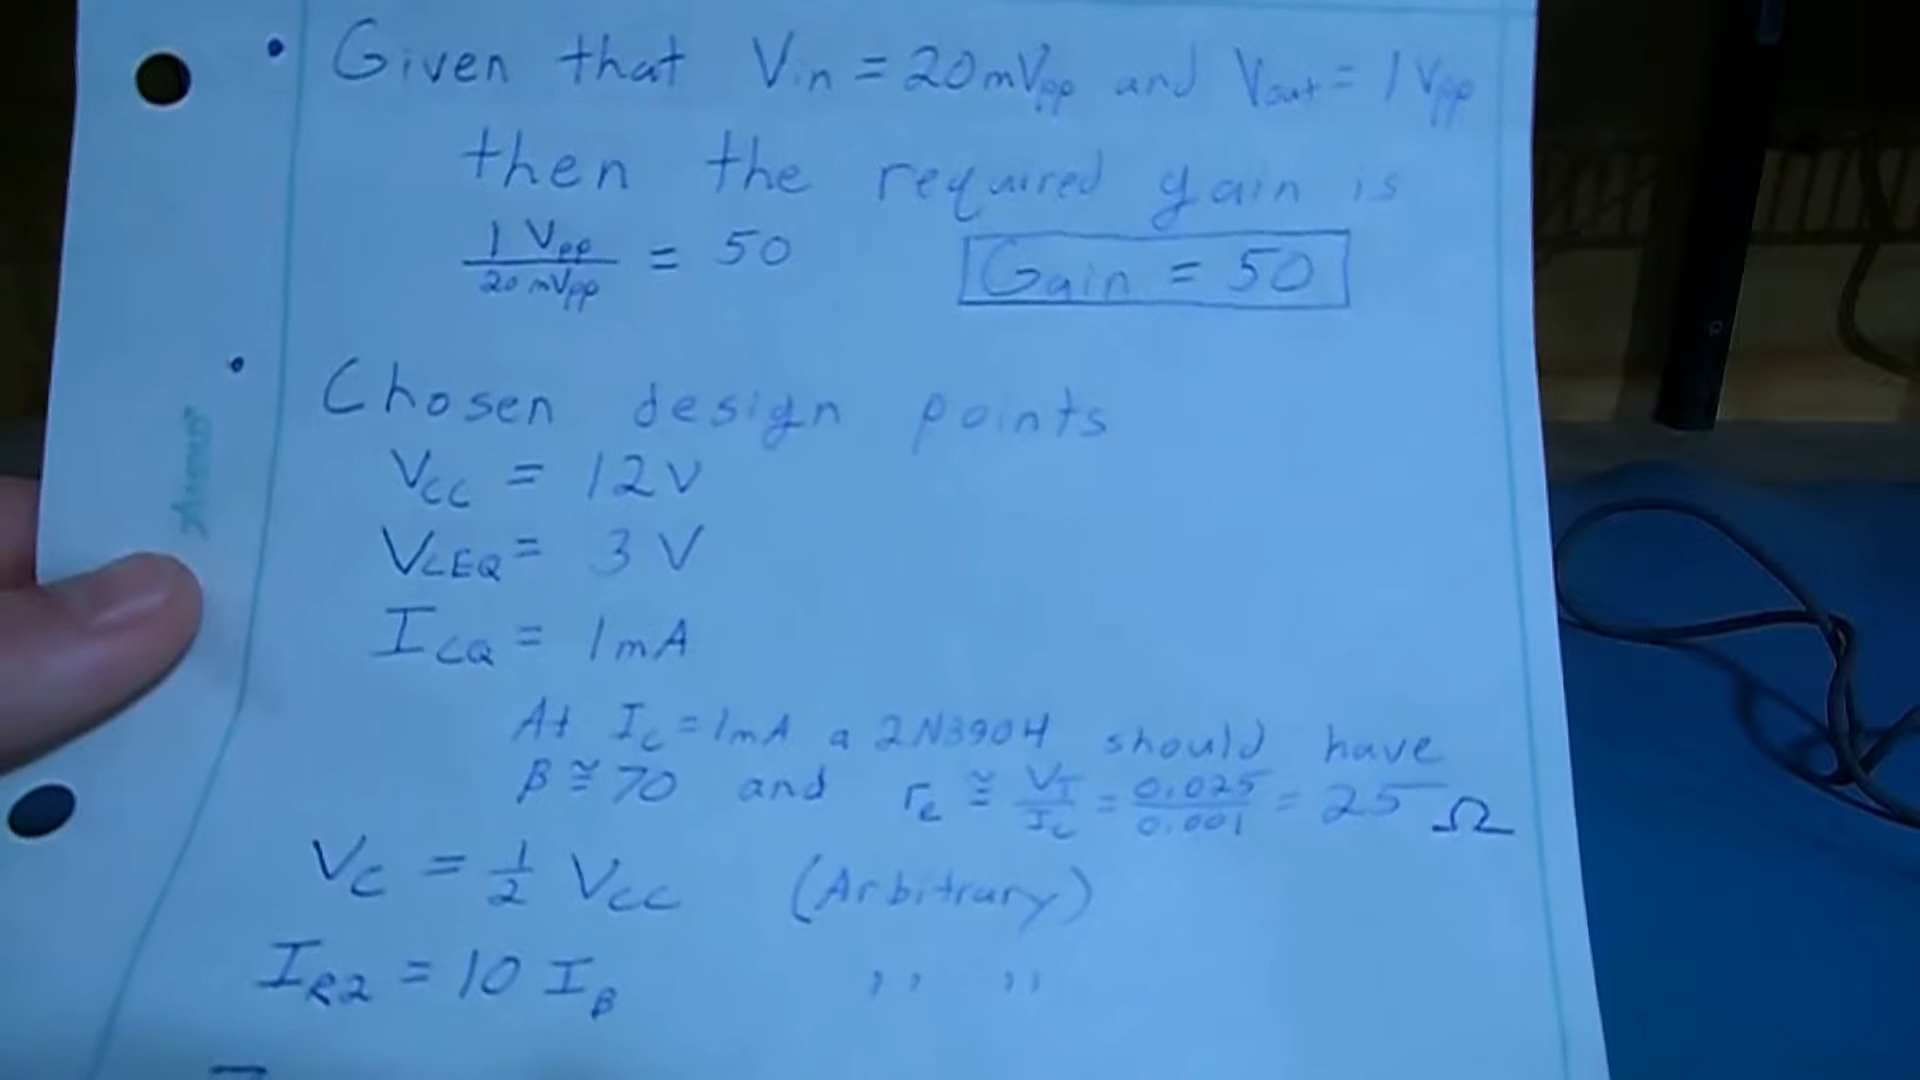 • Given that Vin = 20mVpp and Vout = 1Vpp
then the required gain is
1 Vpp / 20 mVpp = 50 Gain = 50
• Chosen design points
VCC = 12V
VCEQ = 3V
ICQ = 1mA
At Ic = 1mA a 2N3904 should have
β ≅ 70 and re ≅ VT/Ic = 0.025/0.001 = 25 Ω
VC = 1/2 VCC (Arbitrary)
IR2 = 10 IB ,, ,,